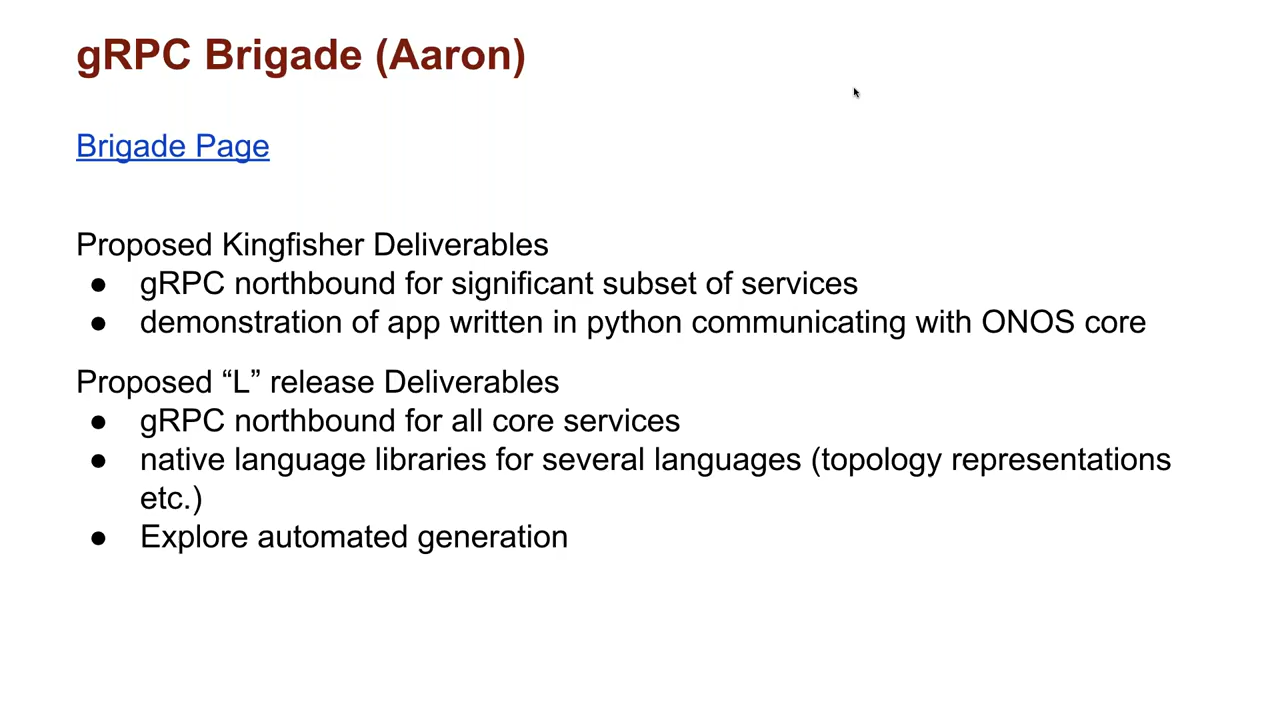 gRPC Brigade (Aaron)
Brigade Page
Proposed Kingfisher Deliverables
● gRPC northbound for significant subset of services
● demonstration of app written in python communicating with ONOS core
Proposed “L” release Deliverables
● gRPC northbound for all core services
● native language libraries for several languages (topology representations
etc.)
● Explore automated generation